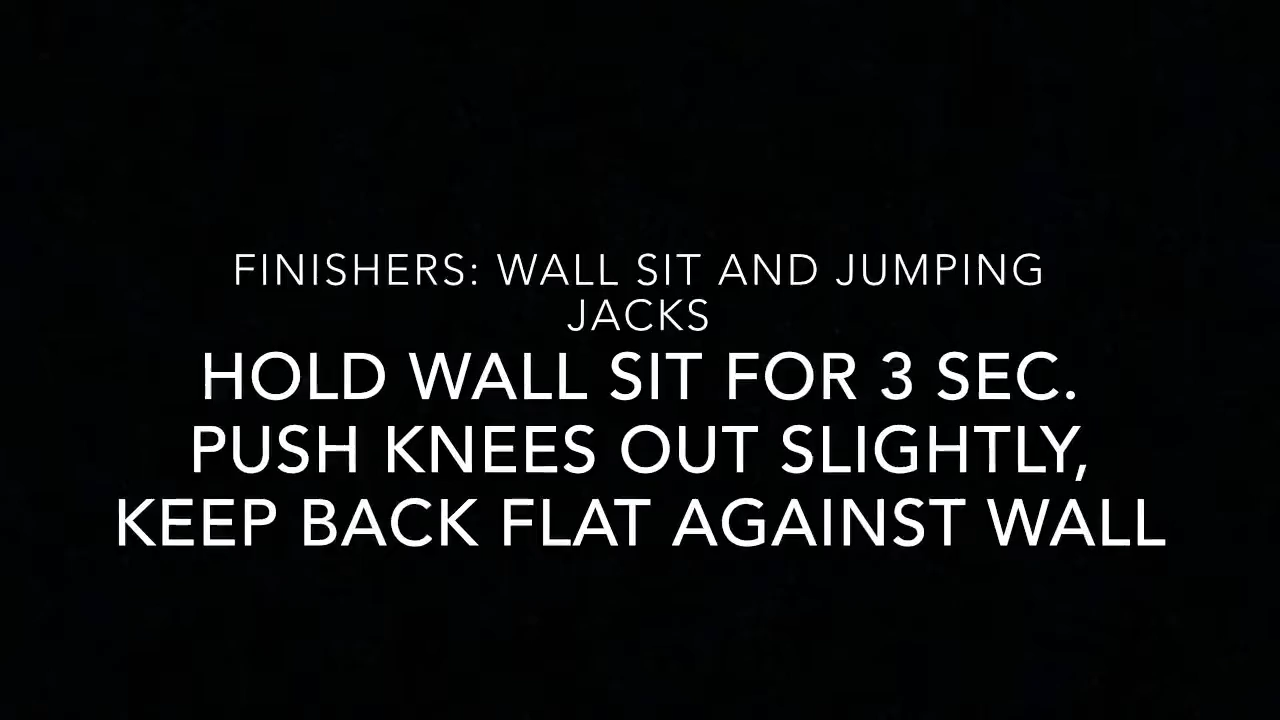 FINISHERS: WALL SIT AND JUMPING
JACKS
HOLD WALL SIT FOR 3 SEC.
PUSH KNEES OUT SLIGHTLY,
KEEP BACK FLAT AGAINST WALL